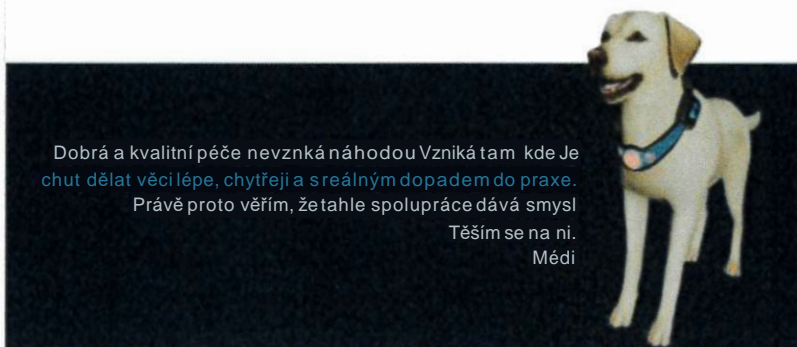 Dobrá a kvalitní péče nevznká náhodou Vzniká tam kde Je
chut dělat věci lépe, chytřeji a s reálným dopadem do praxe.
Právě proto věřím, že tahle spolupráce dává smysl
Těším se na ni.
Médi